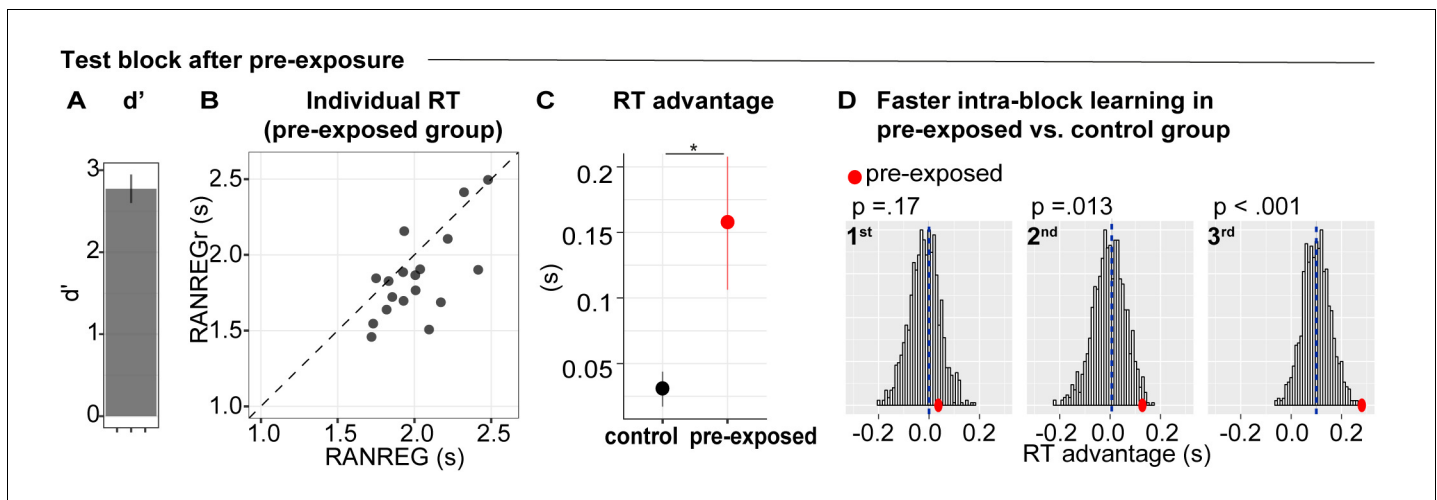 Test block after pre-exposure
A d’
B Individual RT
(pre-exposed group)
C RT advantage
D Faster intra-block learning in
pre-exposed vs. control group
3
2
1
0
d'
2.5
2.0
1.5
1.0
RANREGr (s)
1.0 1.5 2.0 2.5
RANREG (s)
*
0.2
0.15
0.1
0.05
(s)
control pre-exposed
pre-exposed
p =.17 p =.013 p < .001
1st 2nd 3rd
-0.2 0.0 0.2 -0.2 0.0 0.2 -0.2 0.0 0.2
RT advantage (s)